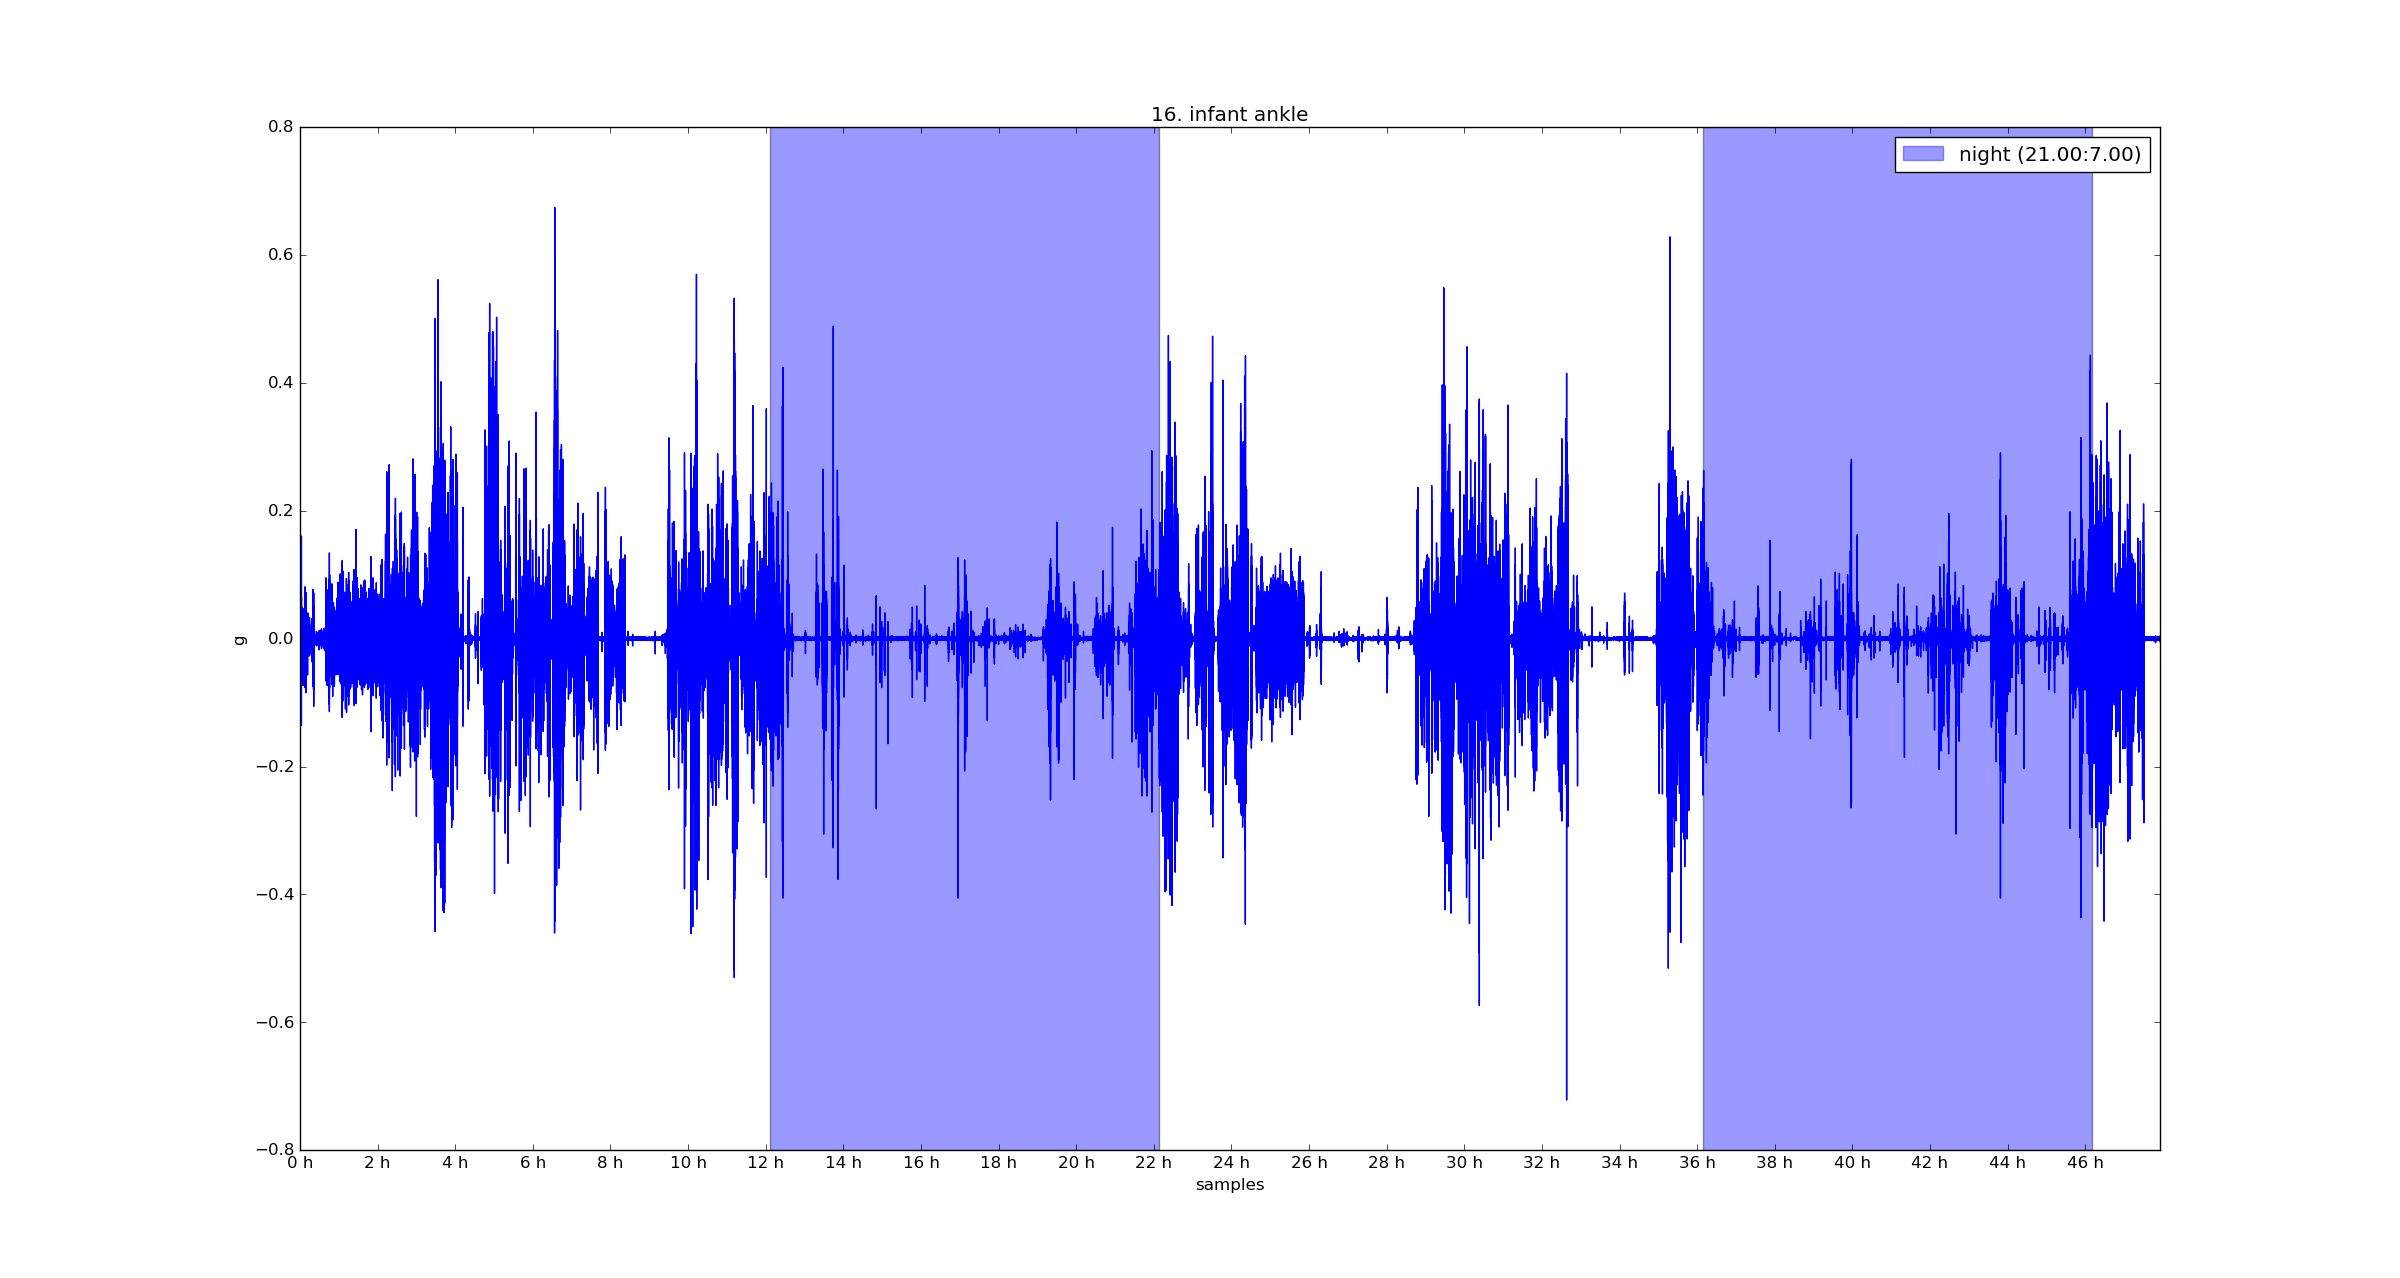 16. infant ankle
night (21.00:7.00)
0.8
0.6
0.4
0.2
0.0
−0.2
−0.4
−0.6
−0.8
g
0 h 2 h 4 h 6 h 8 h 10 h 12 h 14 h 16 h 18 h 20 h 22 h 24 h 26 h 28 h 30 h 32 h 34 h 36 h 38 h 40 h 42 h 44 h 46 h
samples